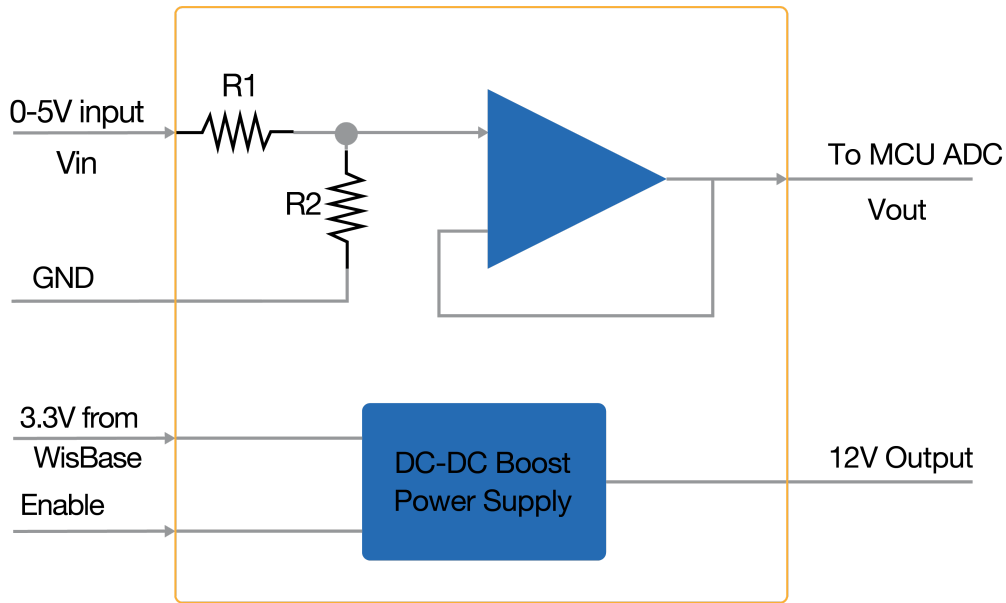 R1
0-5V input
Vin
R2
GND
To MCU ADC
Vout
3.3V from
WisBase
Enable
DC-DC Boost
Power Supply
12V Output